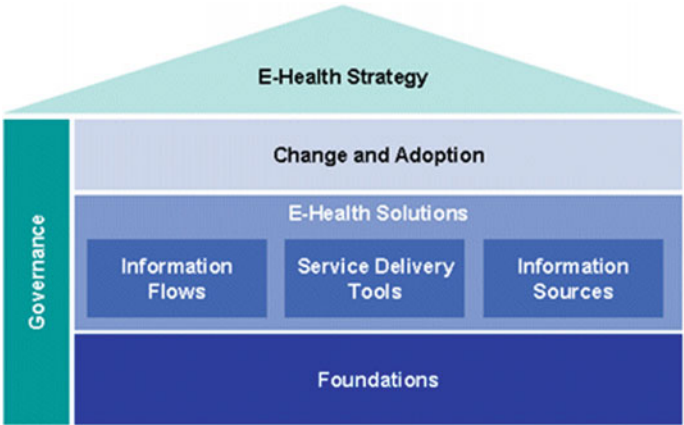 E-Health Strategy
Change and Adoption
Governance
E-Health Solutions
Information
Flows
Service Delivery
Tools
Information
Sources
Foundations